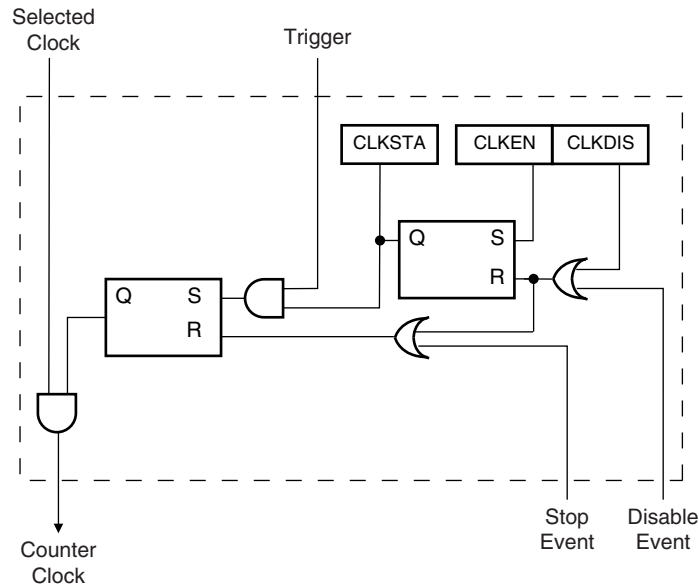 Selected
Clock
Trigger
CLKSTA
CLKEN
CLKDIS
Q
S
R
Q
S
R
Stop
Event
Disable
Event
Counter
Clock